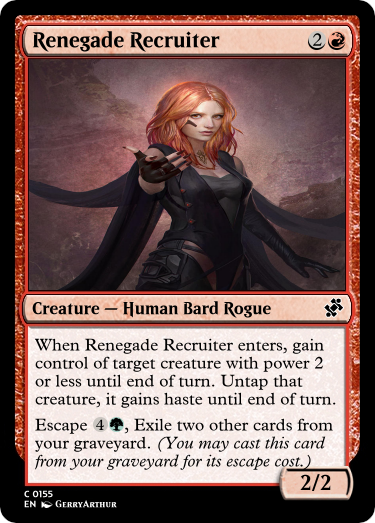 Renegade Recruiter 2
Creature — Human Bard Rogue
When Renegade Recruiter enters, gain
control of target creature with power 2
or less until end of turn. Untap that
creature, it gains haste until end of turn.
Escape 4, Exile two other cards from
your graveyard. (You may cast this card
from your graveyard for its escape cost.)
2/2
C 0155
EN GERRYARTHUR